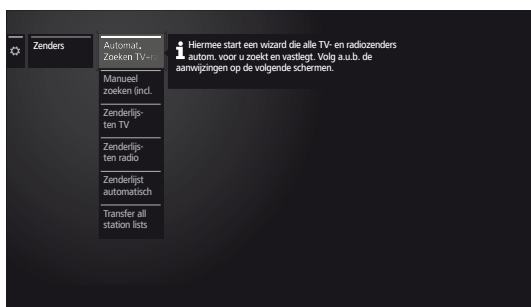 Zenders
Automat.
Zoeken TV+r
Manueel
zoeken (incl.
Zenderlijs-
ten TV
Zenderlijs-
ten radio
Zenderlijst
automatisch
Transfer all
station lists
Hiermee start een wizard die alle TV- en radiozenders
autom. voor u zoekt en vastlegt. Volg a.u.b. de
aanwijzingen op de volgende schermen.